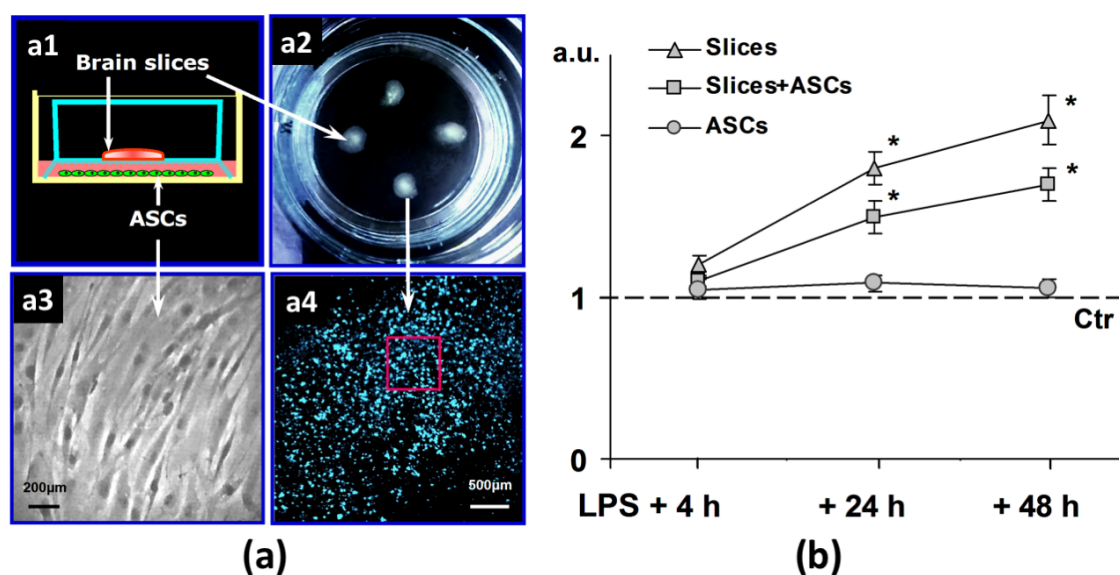 a1
Brain slices
ASCs
a2
a3
200µm
a4
500µm
(a)
a.u.
Slices
Slices+ASCs
ASCs
2
*
*
*
*
1
Ctr
0
LPS + 4 h
+ 24 h
+ 48 h
(b)